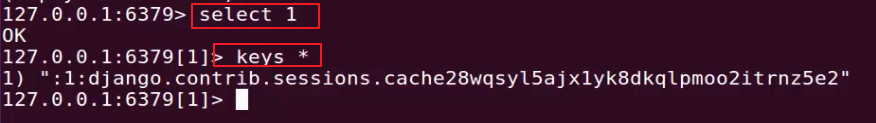 127.0.0.1:6379> select 1
OK
127.0.0.1:6379[1]> keys *
1) ":1:django.contrib.sessions.cache28wqsyl5ajx1yk8dkqlpmoo2itrnz5e2"
127.0.0.1:6379[1]>